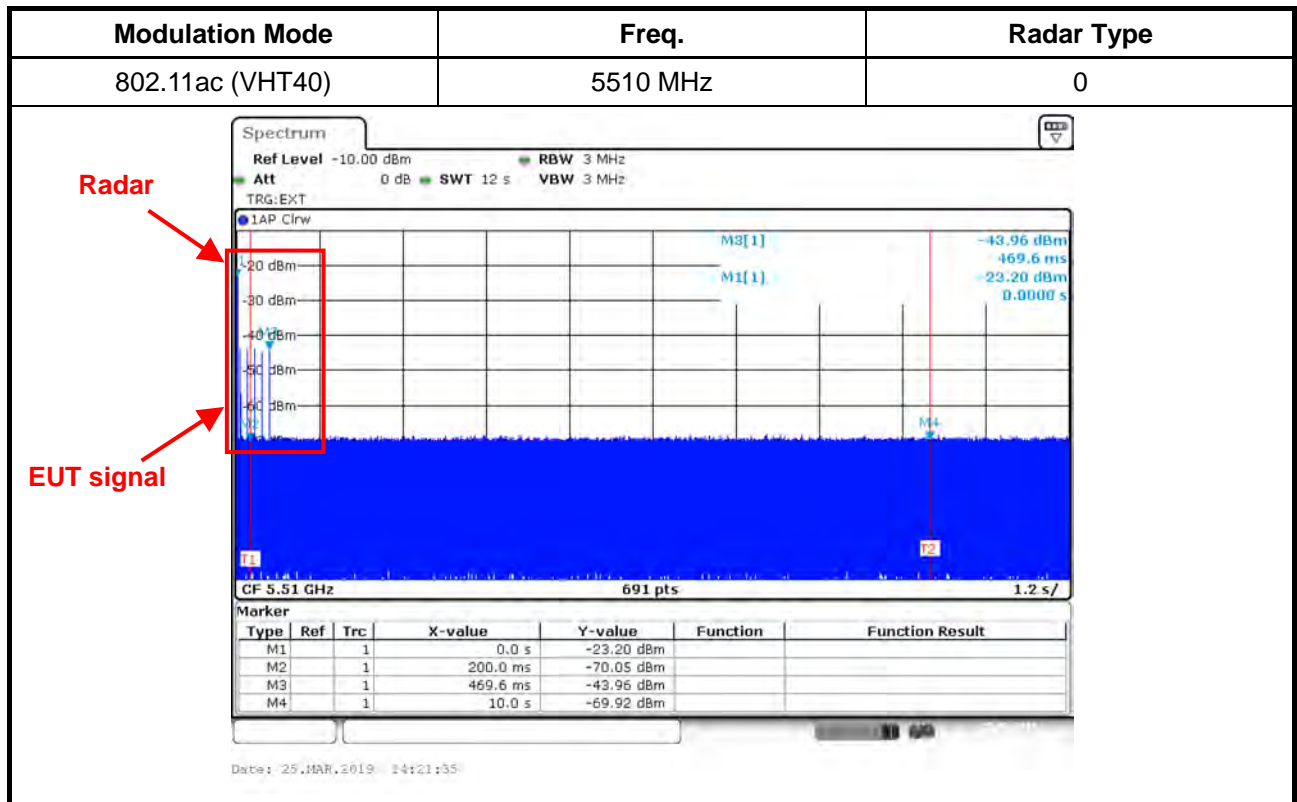 Modulation Mode Freq. Radar Type
802.11ac (VHT40) 5510 MHz 0
Spectrum
Ref Level -10.00 dBm RBW 3 MHz
Att 0 dB SWT 12 s VBW 3 MHz
TRG:EXT
1AP Clrw
Radar
EUT signal
M3[1] -43.96 dBm
469.6 ms
M1[1] -23.20 dBm
0.0000 s
-20 dBm
-30 dBm
-40 dBm
-50 dBm
-60 dBm
M4
T1
T2
CF 5.51 GHz 691 pts 1.2 s/
Marker
Type Ref Trc X-value Y-value Function Function Result
M1 1 0.0 s -23.20 dBm
M2 1 200.0 ms -70.05 dBm
M3 1 469.6 ms -43.96 dBm
M4 1 10.0 s -69.92 dBm
Date: 25.MAR.2019 14:21:35